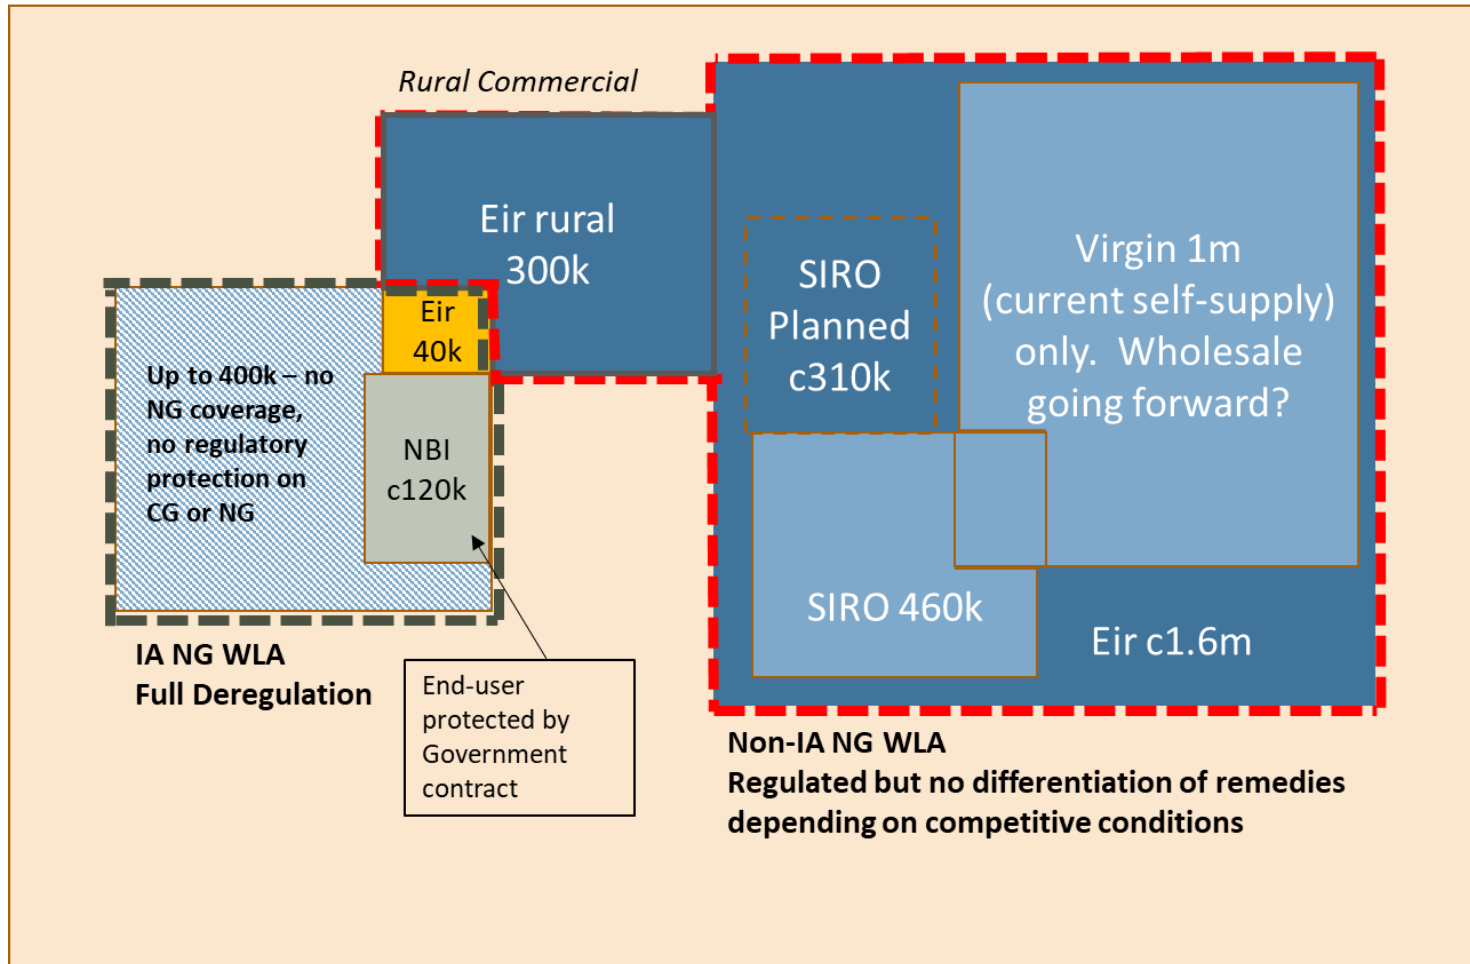 Rural Commercial
Eir rural
300k
Eir
40k
Up to 400k – no
NG coverage,
no regulatory
protection on
CG or NG
NBI
c120k
IA NG WLA
Full Deregulation
End-user
protected by
Government
contract
SIRO
Planned
c310k
Virgin 1m
(current self-supply)
only.  Wholesale
going forward?
SIRO 460k
Eir c1.6m
Non-IA NG WLA
Regulated but no differentiation of remedies
depending on competitive conditions